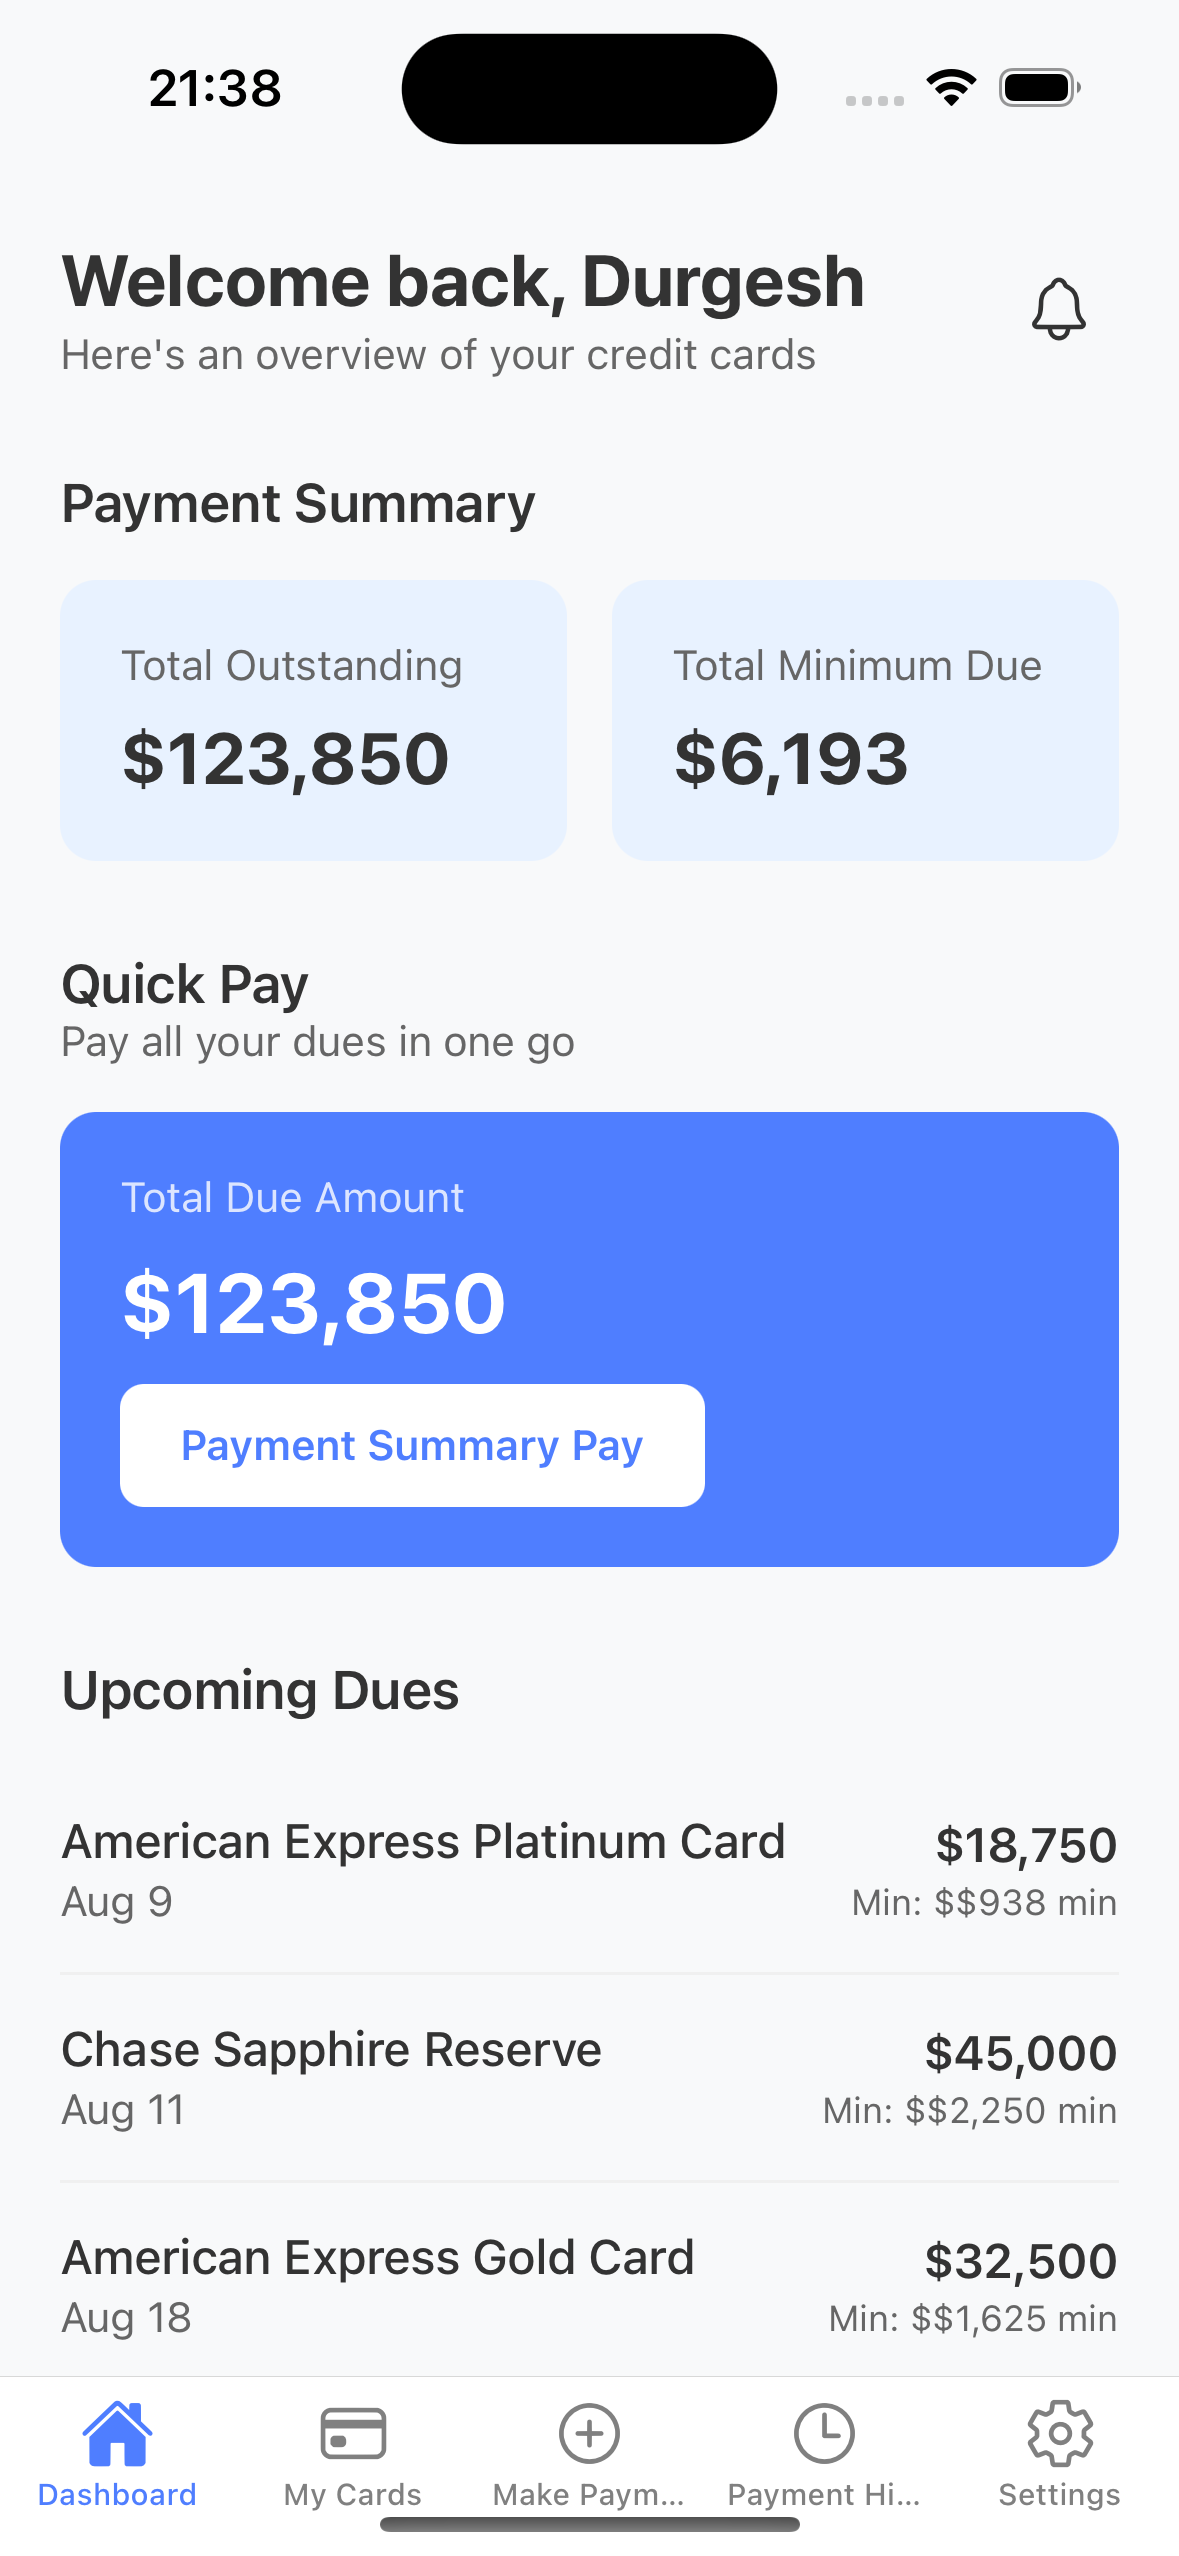 21:38
Welcome back, Durgesh
Here's an overview of your credit cards
Payment Summary
Total Outstanding
$123,850
Total Minimum Due
$6,193
Quick Pay
Pay all your dues in one go
Total Due Amount
$123,850
Payment Summary Pay
Upcoming Dues
American Express Platinum Card
$18,750
Aug 9
Min: $$938 min
Chase Sapphire Reserve
$45,000
Aug 11
Min: $$2,250 min
American Express Gold Card
$32,500
Aug 18
Min: $$1,625 min
Dashboard
My Cards
Make Paym...
Payment Hi...
Settings